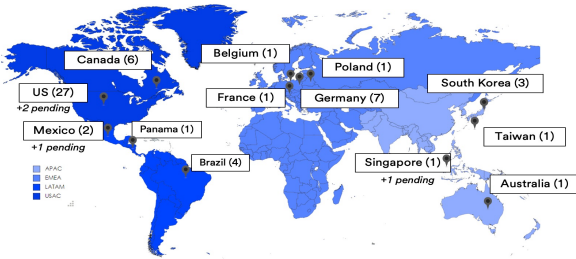 Belgium (1)
Canada (6)
Poland (1)
South Korea (3)
US (27)
+2 pending
France (1)
Germany (7)
Mexico (2)
+1 pending
Panama (1)
Taiwan (1)
Brazil (4)
Singapore (1)
+1 pending
Australia (1)
APAC
EMEA
LATAM
USAC